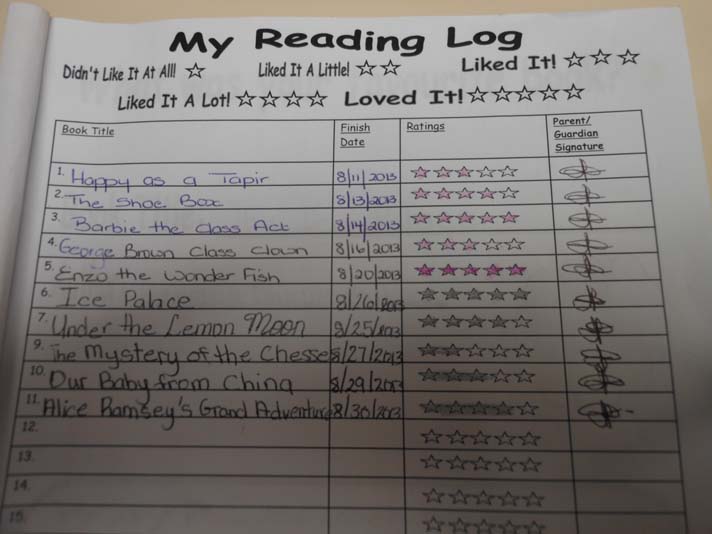 My Reading Log
Didn't Like It At All! ☆ Liked It A Little! ☆☆ Liked It! ☆☆☆
Liked It A Lot! ☆☆☆☆ Loved It! ☆☆☆☆☆
Book Title Finish Date Ratings Parent/ Guardian Signature
1. Happy as a Tapir 8/11/2013
2. The Shoe Box 8/13/2013
3. Barbie the Class Act 8/14/2013
4. George Brown Class Clown 8/16/2013
5. Enzo the Wonder Fish 8/20/2013
6. Ice Palace 8/26/2013
7. Under the Lemon Moon 8/25/2013
9. The Mystery of the Chesse 8/27/2013
10. Our Baby from China 8/29/2013
11. Alice Ramsey's Grand Adventure 8/30/2013
12.
13.
14.
15.